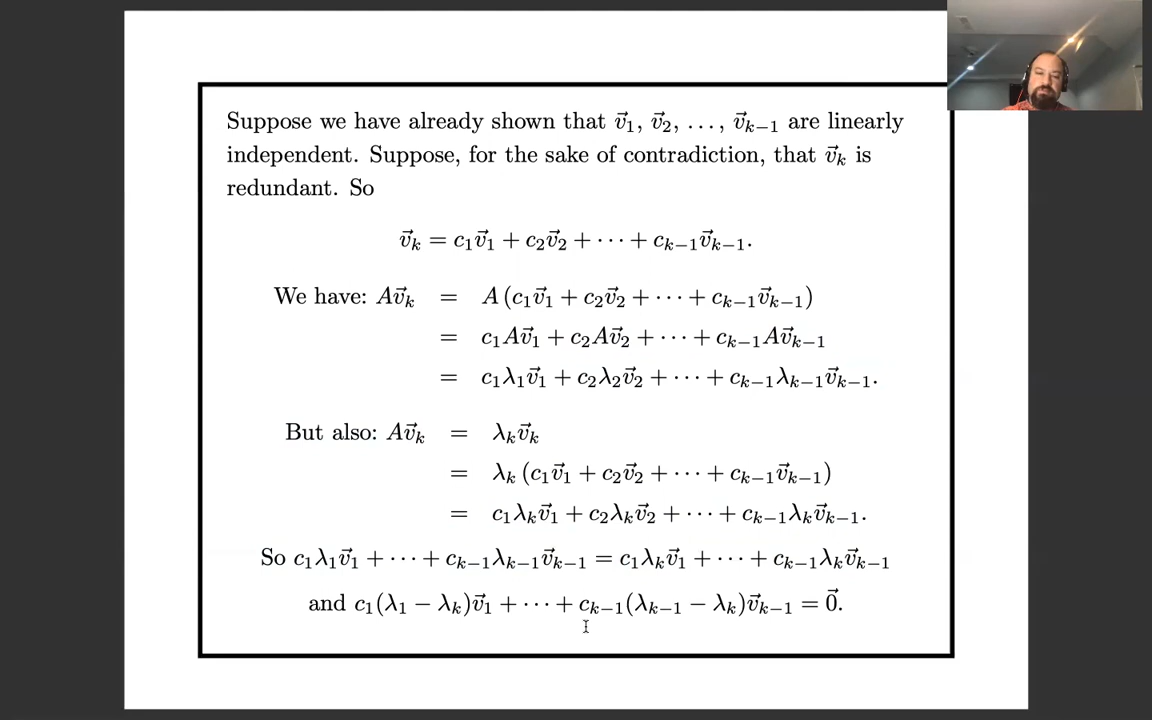 Suppose we have already shown that v⃗₁, v⃗₂, …, v⃗ₖ₋₁ are linearly
independent. Suppose, for the sake of contradiction, that v⃗ₖ is
redundant. So
v⃗ₖ = c₁v⃗₁ + c₂v⃗₂ + ⋯ + cₖ₋₁v⃗ₖ₋₁.
We have: Av⃗ₖ = A (c₁v⃗₁ + c₂v⃗₂ + ⋯ + cₖ₋₁v⃗ₖ₋₁)
= c₁Av⃗₁ + c₂Av⃗₂ + ⋯ + cₖ₋₁Av⃗ₖ₋₁
= c₁λ₁v⃗₁ + c₂λ₂v⃗₂ + ⋯ + cₖ₋₁λₖ₋₁v⃗ₖ₋₁.
But also: Av⃗ₖ = λₖv⃗ₖ
= λₖ (c₁v⃗₁ + c₂v⃗₂ + ⋯ + cₖ₋₁v⃗ₖ₋₁)
= c₁λₖv⃗₁ + c₂λₖv⃗₂ + ⋯ + cₖ₋₁λₖv⃗ₖ₋₁.
So c₁λ₁v⃗₁ + ⋯ + cₖ₋₁λₖ₋₁v⃗ₖ₋₁ = c₁λₖv⃗₁ + ⋯ + cₖ₋₁λₖv⃗ₖ₋₁
and c₁(λ₁ − λₖ)v⃗₁ + ⋯ + cₖ₋₁(λₖ₋₁ − λₖ)v⃗ₖ₋₁ = 0⃗.